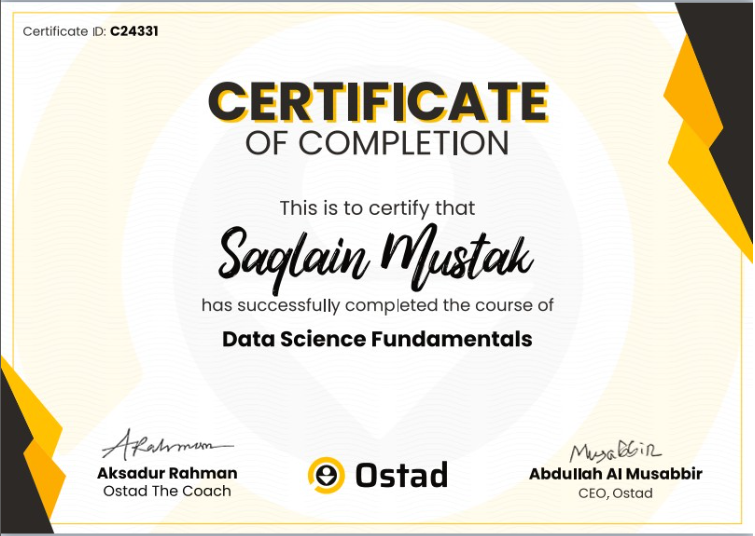 Certificate ID: C24331
CERTIFICATE
OF COMPLETION
This is to certify that
Saqlain Mustak
has successfully completed the course of
Data Science Fundamentals
ARahmam
Aksadur Rahman
Ostad The Coach
Ostad
Musabbir
Abdullah Al Musabbir
CEO, Ostad